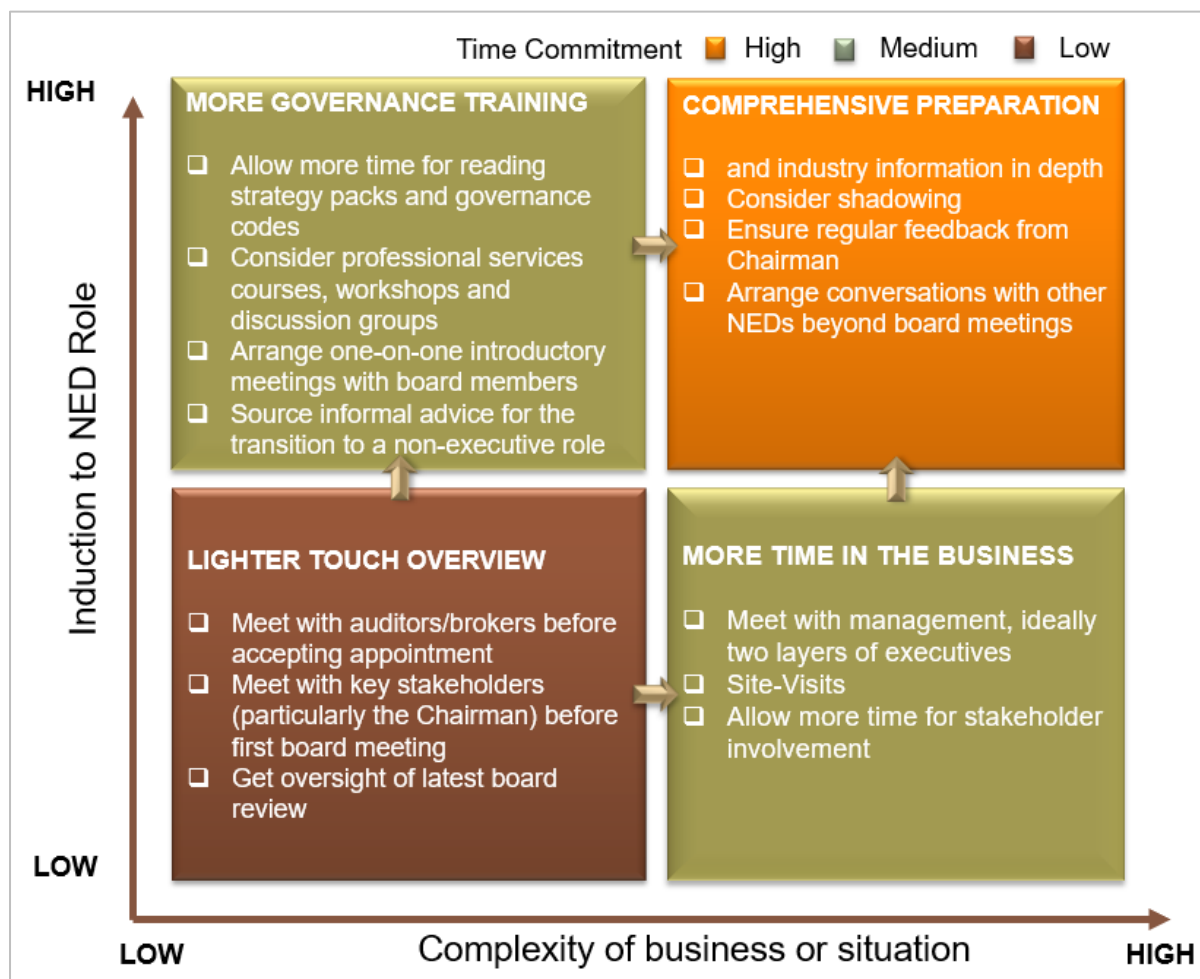 Time Commitment High Medium Low
HIGH
Induction to NED Role
LOW
MORE GOVERNANCE TRAINING
❑ Allow more time for reading
strategy packs and governance
codes
❑ Consider professional services
courses, workshops and
discussion groups
❑ Arrange one-on-one introductory
meetings with board members
❑ Source informal advice for the
transition to a non-executive role
COMPREHENSIVE PREPARATION
❑ and industry information in depth
❑ Consider shadowing
❑ Ensure regular feedback from
Chairman
❑ Arrange conversations with other
NEDs beyond board meetings
LIGHTER TOUCH OVERVIEW
❑ Meet with auditors/brokers before
accepting appointment
❑ Meet with key stakeholders
(particularly the Chairman) before
first board meeting
❑ Get oversight of latest board
review
MORE TIME IN THE BUSINESS
❑ Meet with management, ideally
two layers of executives
❑ Site-Visits
❑ Allow more time for stakeholder
involvement
LOW
Complexity of business or situation
HIGH